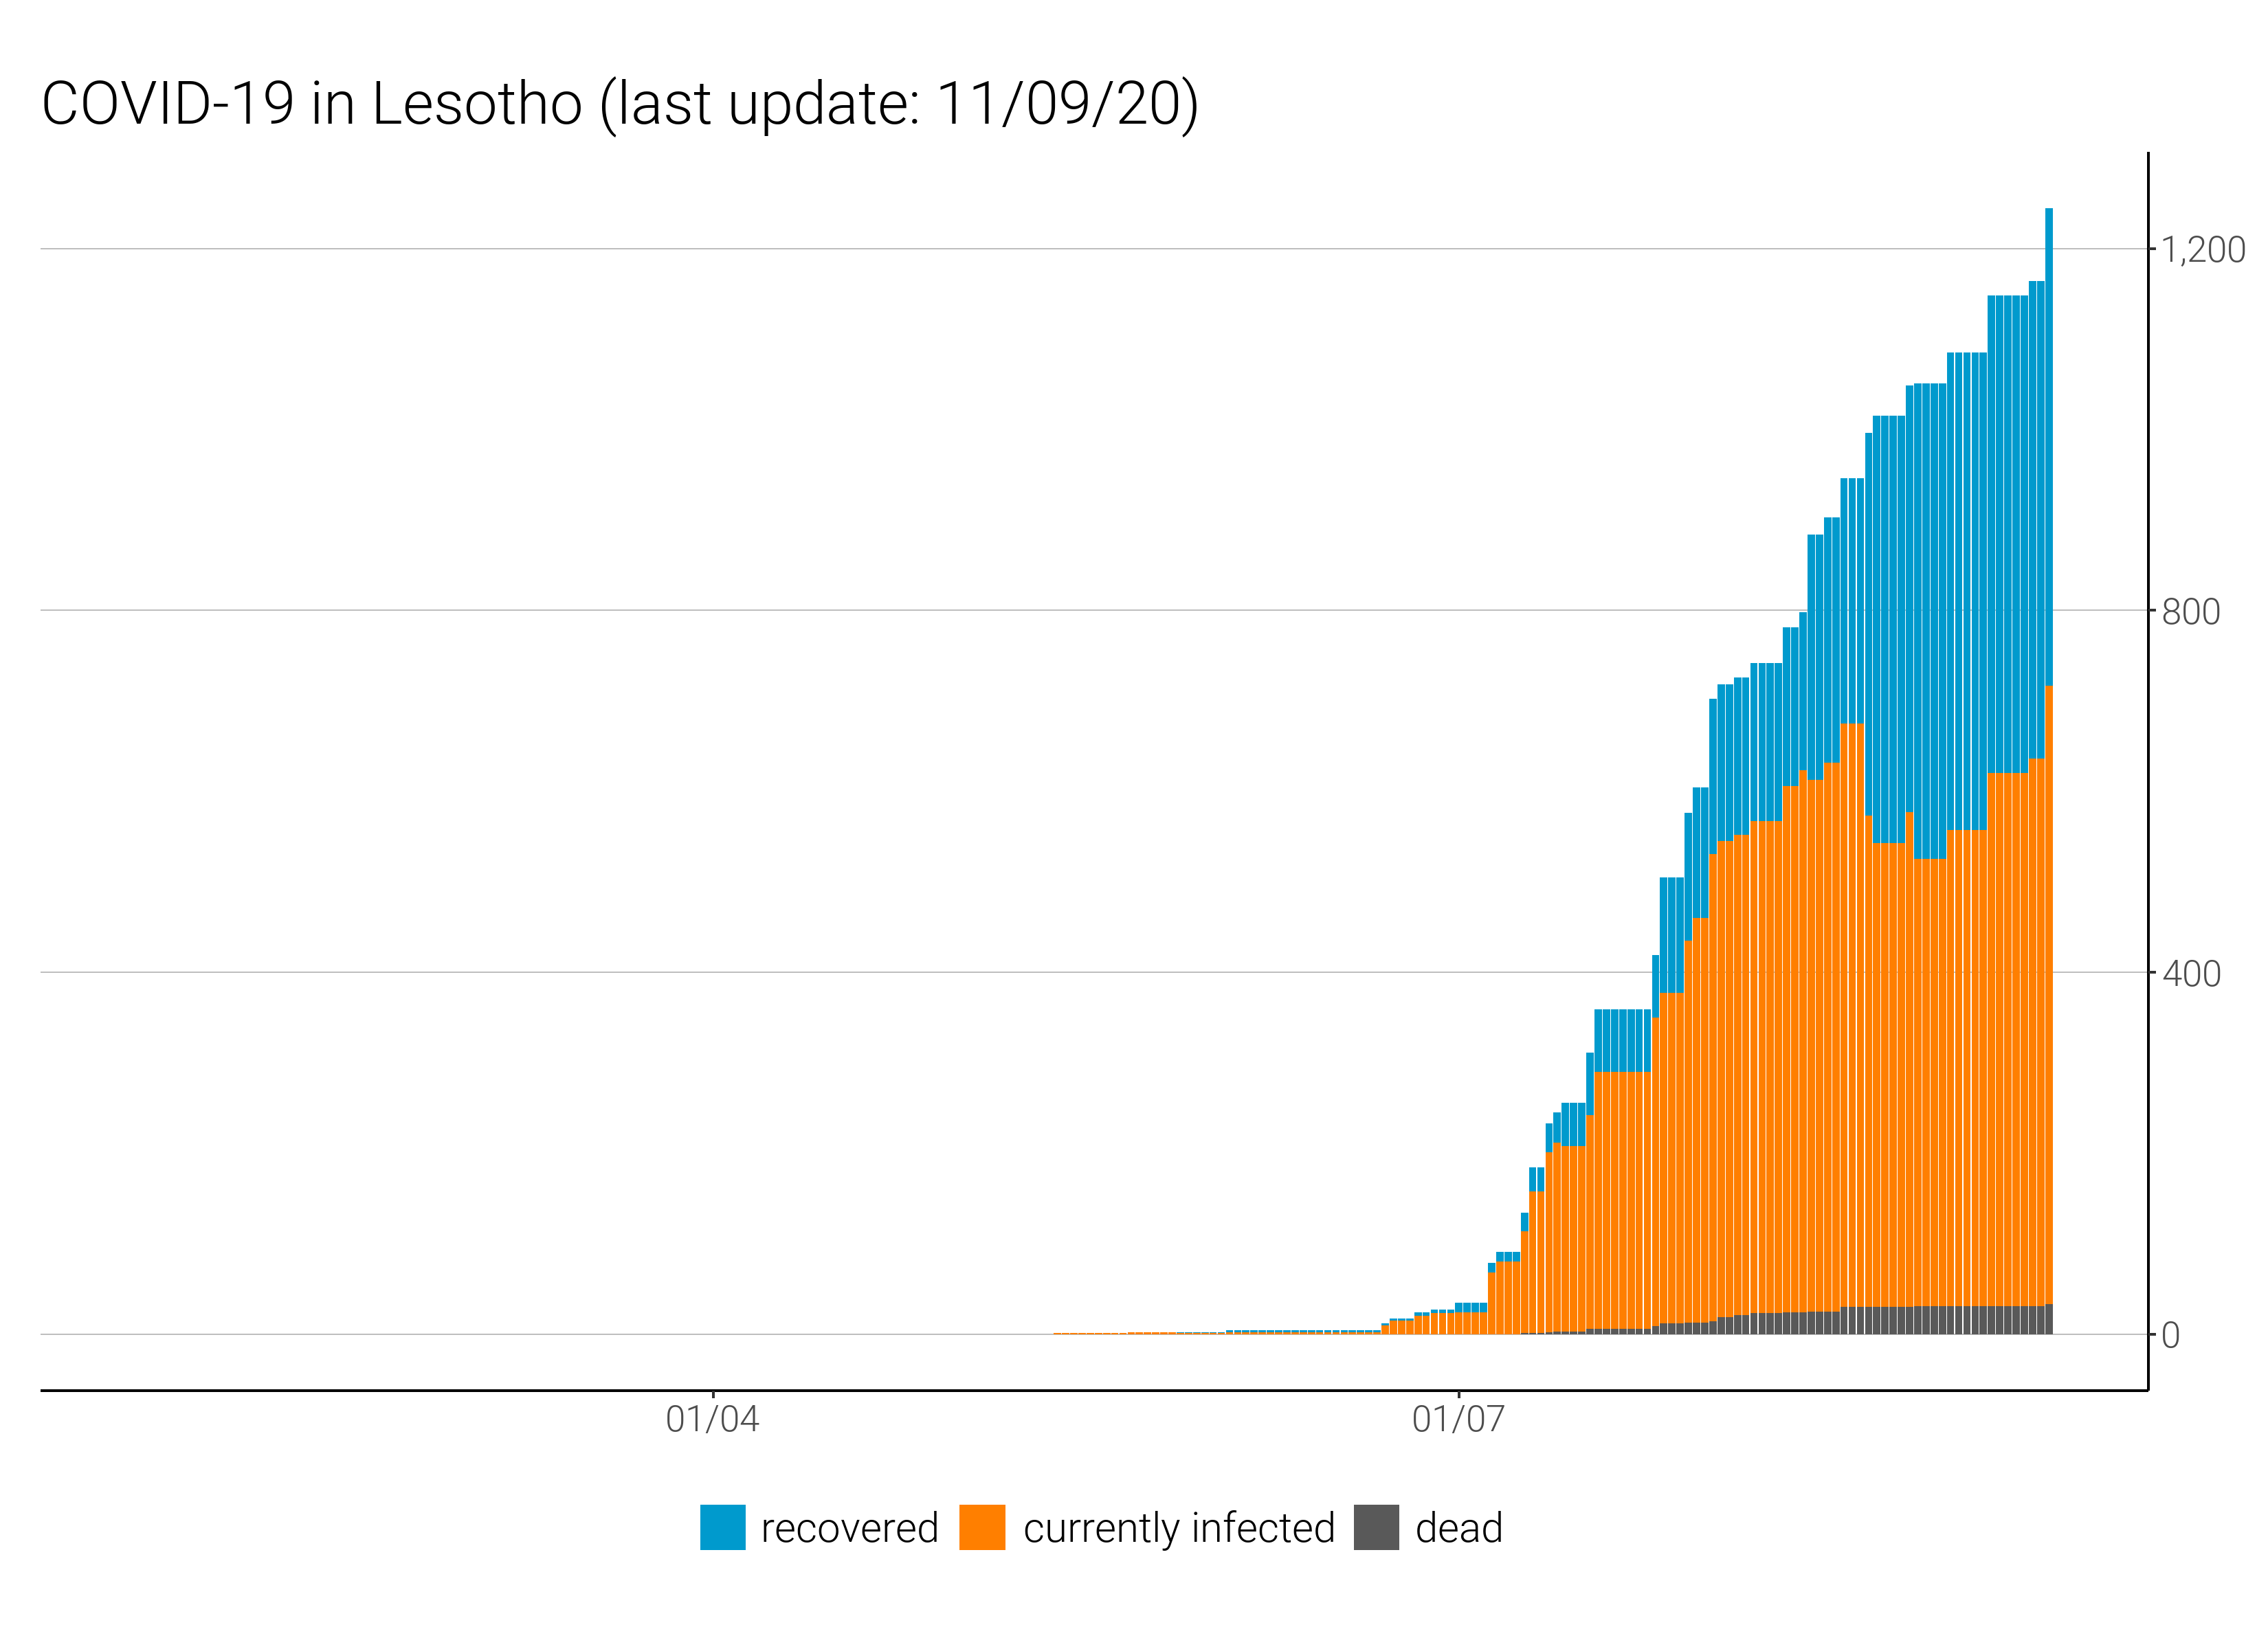 COVID-19 in Lesotho (last update: 11/09/20)
1,200
800
400
0
01/04 01/07
recovered currently infected dead